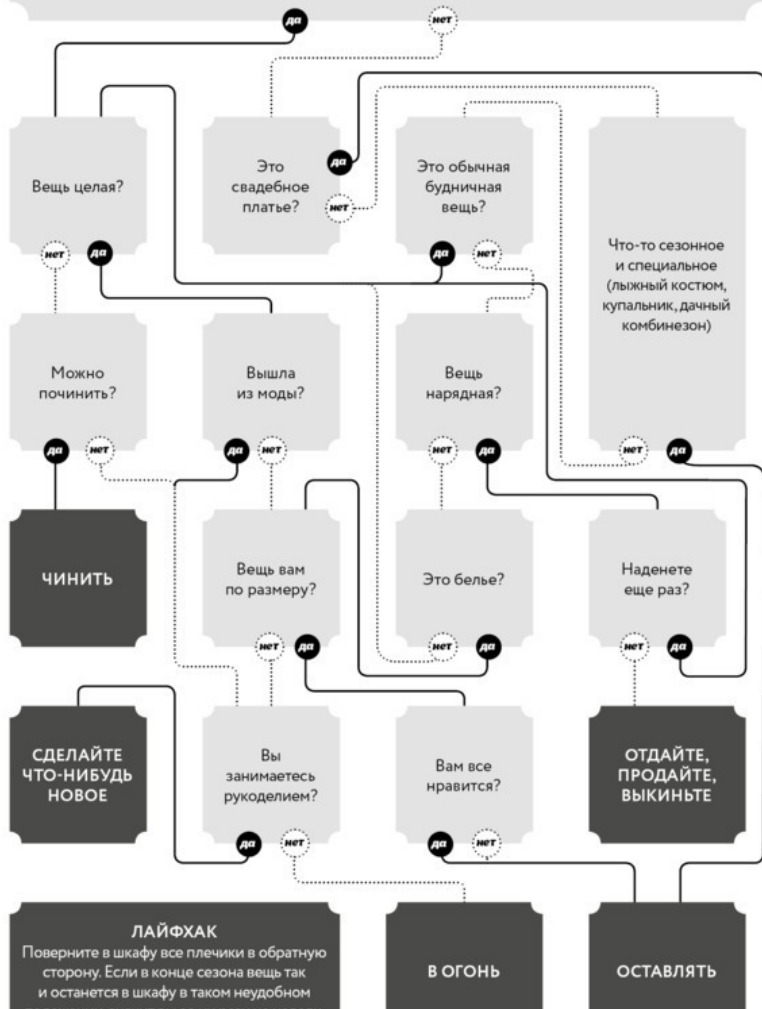 да
нет
Вещь целая?
нет
да
Это
свадебное
платье?
да
нет
Это обычная
будничная
вещь?
да
нет
Что-то сезонное
и специальное
(лыжный костюм,
купальник, дачный
комбинезон)
нет
да
Можно
починить?
да
нет
Вышла
из моды?
да
нет
Вещь
нарядная?
нет
да
ЧИНИТЬ
Вещь вам
по размеру?
нет
да
Это белье?
нет
да
Наденете
еще раз?
нет
да
СДЕЛАЙТЕ
ЧТО-НИБУДЬ
НОВОЕ
Вы
занимаетесь
рукоделием?
да
нет
Вам все
нравится?
да
нет
ОТДАЙТЕ,
ПРОДАЙТЕ,
ВЫКИНЬТЕ
ЛАЙФХАК
Поверните в шкафу все плечики в обратную
сторону. Если в конце сезона вещь так
и останется в шкафу в таком неудобном
В ОГОНЬ
ОСТАВЛЯТЬ